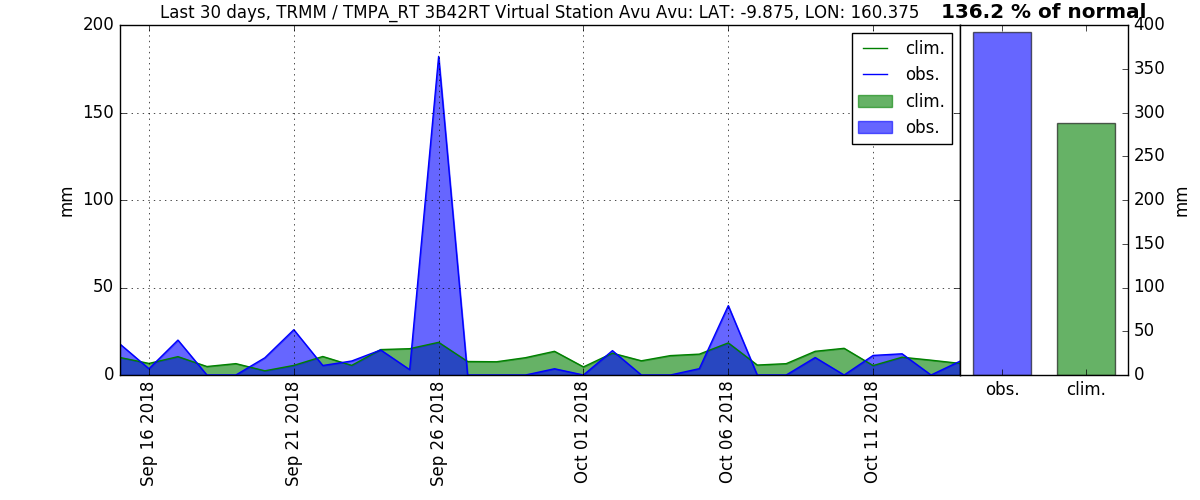 Last 30 days, TRMM / TMPA_RT 3B42RT Virtual Station Avu Avu: LAT: -9.875, LON: 160.375
136.2 % of normal
200
150
100
50
0
mm
clim.
obs.
clim.
obs.
400
350
300
250
200
150
100
50
0
mm
obs.
clim.
Sep 16 2018
Sep 21 2018
Sep 26 2018
Oct 01 2018
Oct 06 2018
Oct 11 2018